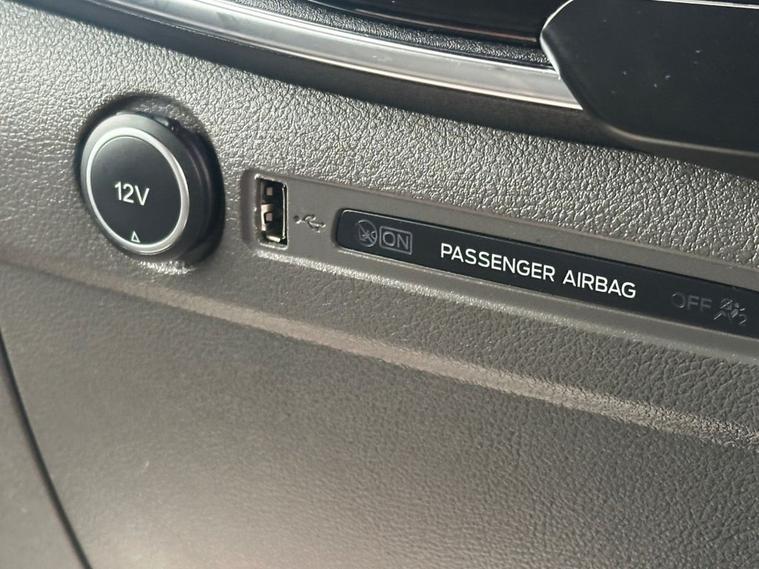 12V
ON PASSENGER AIRBAG OFF